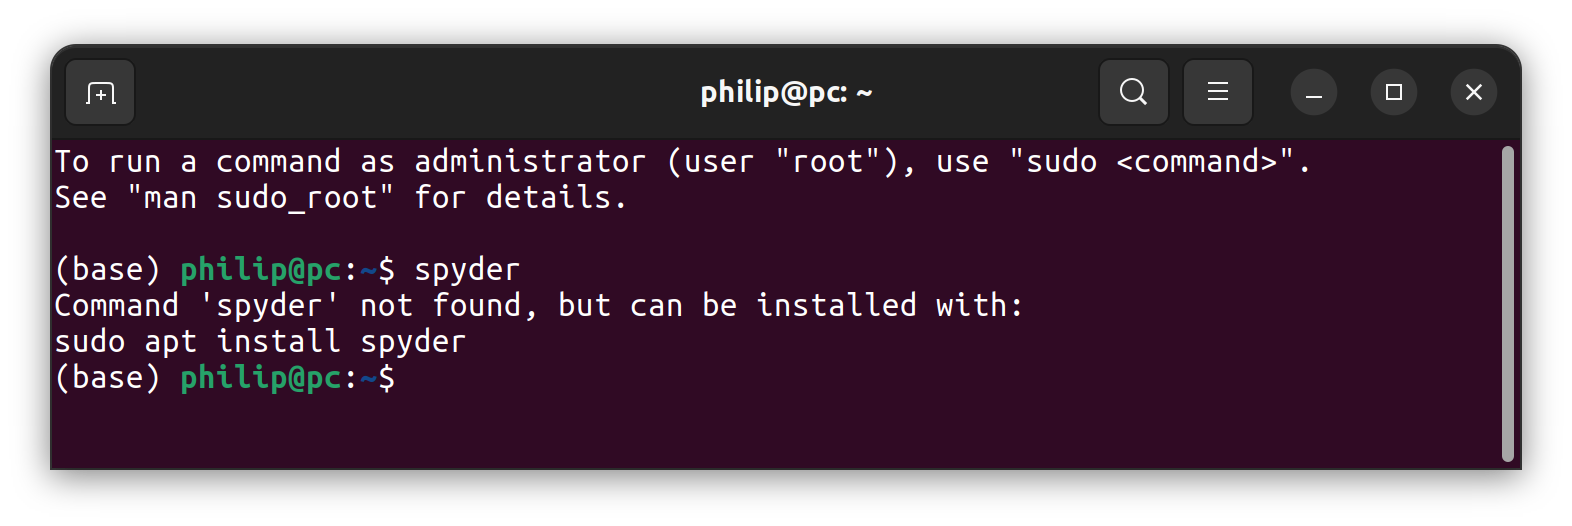 philip@pc: ~
To run a command as administrator (user "root"), use "sudo <command>".
See "man sudo_root" for details.
(base) philip@pc:~$ spyder
Command 'spyder' not found, but can be installed with:
sudo apt install spyder
(base) philip@pc:~$